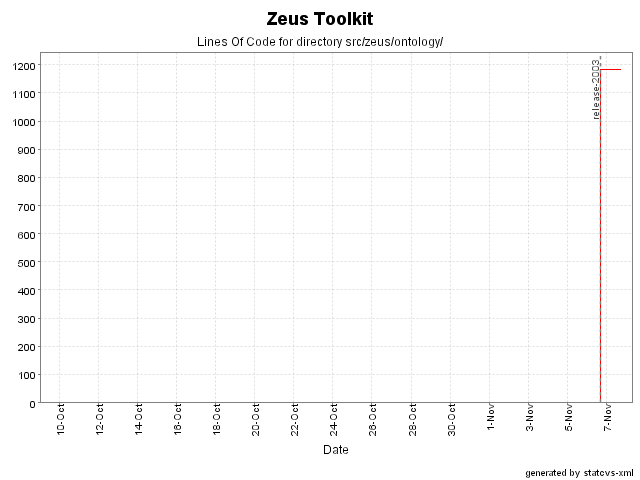 Zeus Toolkit
Lines Of Code for directory src/zeus/ontology/
1200
1100
1000
900
800
700
600
500
400
300
200
100
0
release-2003
10-Oct
12-Oct
14-Oct
16-Oct
18-Oct
20-Oct
22-Oct
24-Oct
26-Oct
28-Oct
30-Oct
1-Nov
3-Nov
5-Nov
7-Nov
Date
generated by statcvs-xml